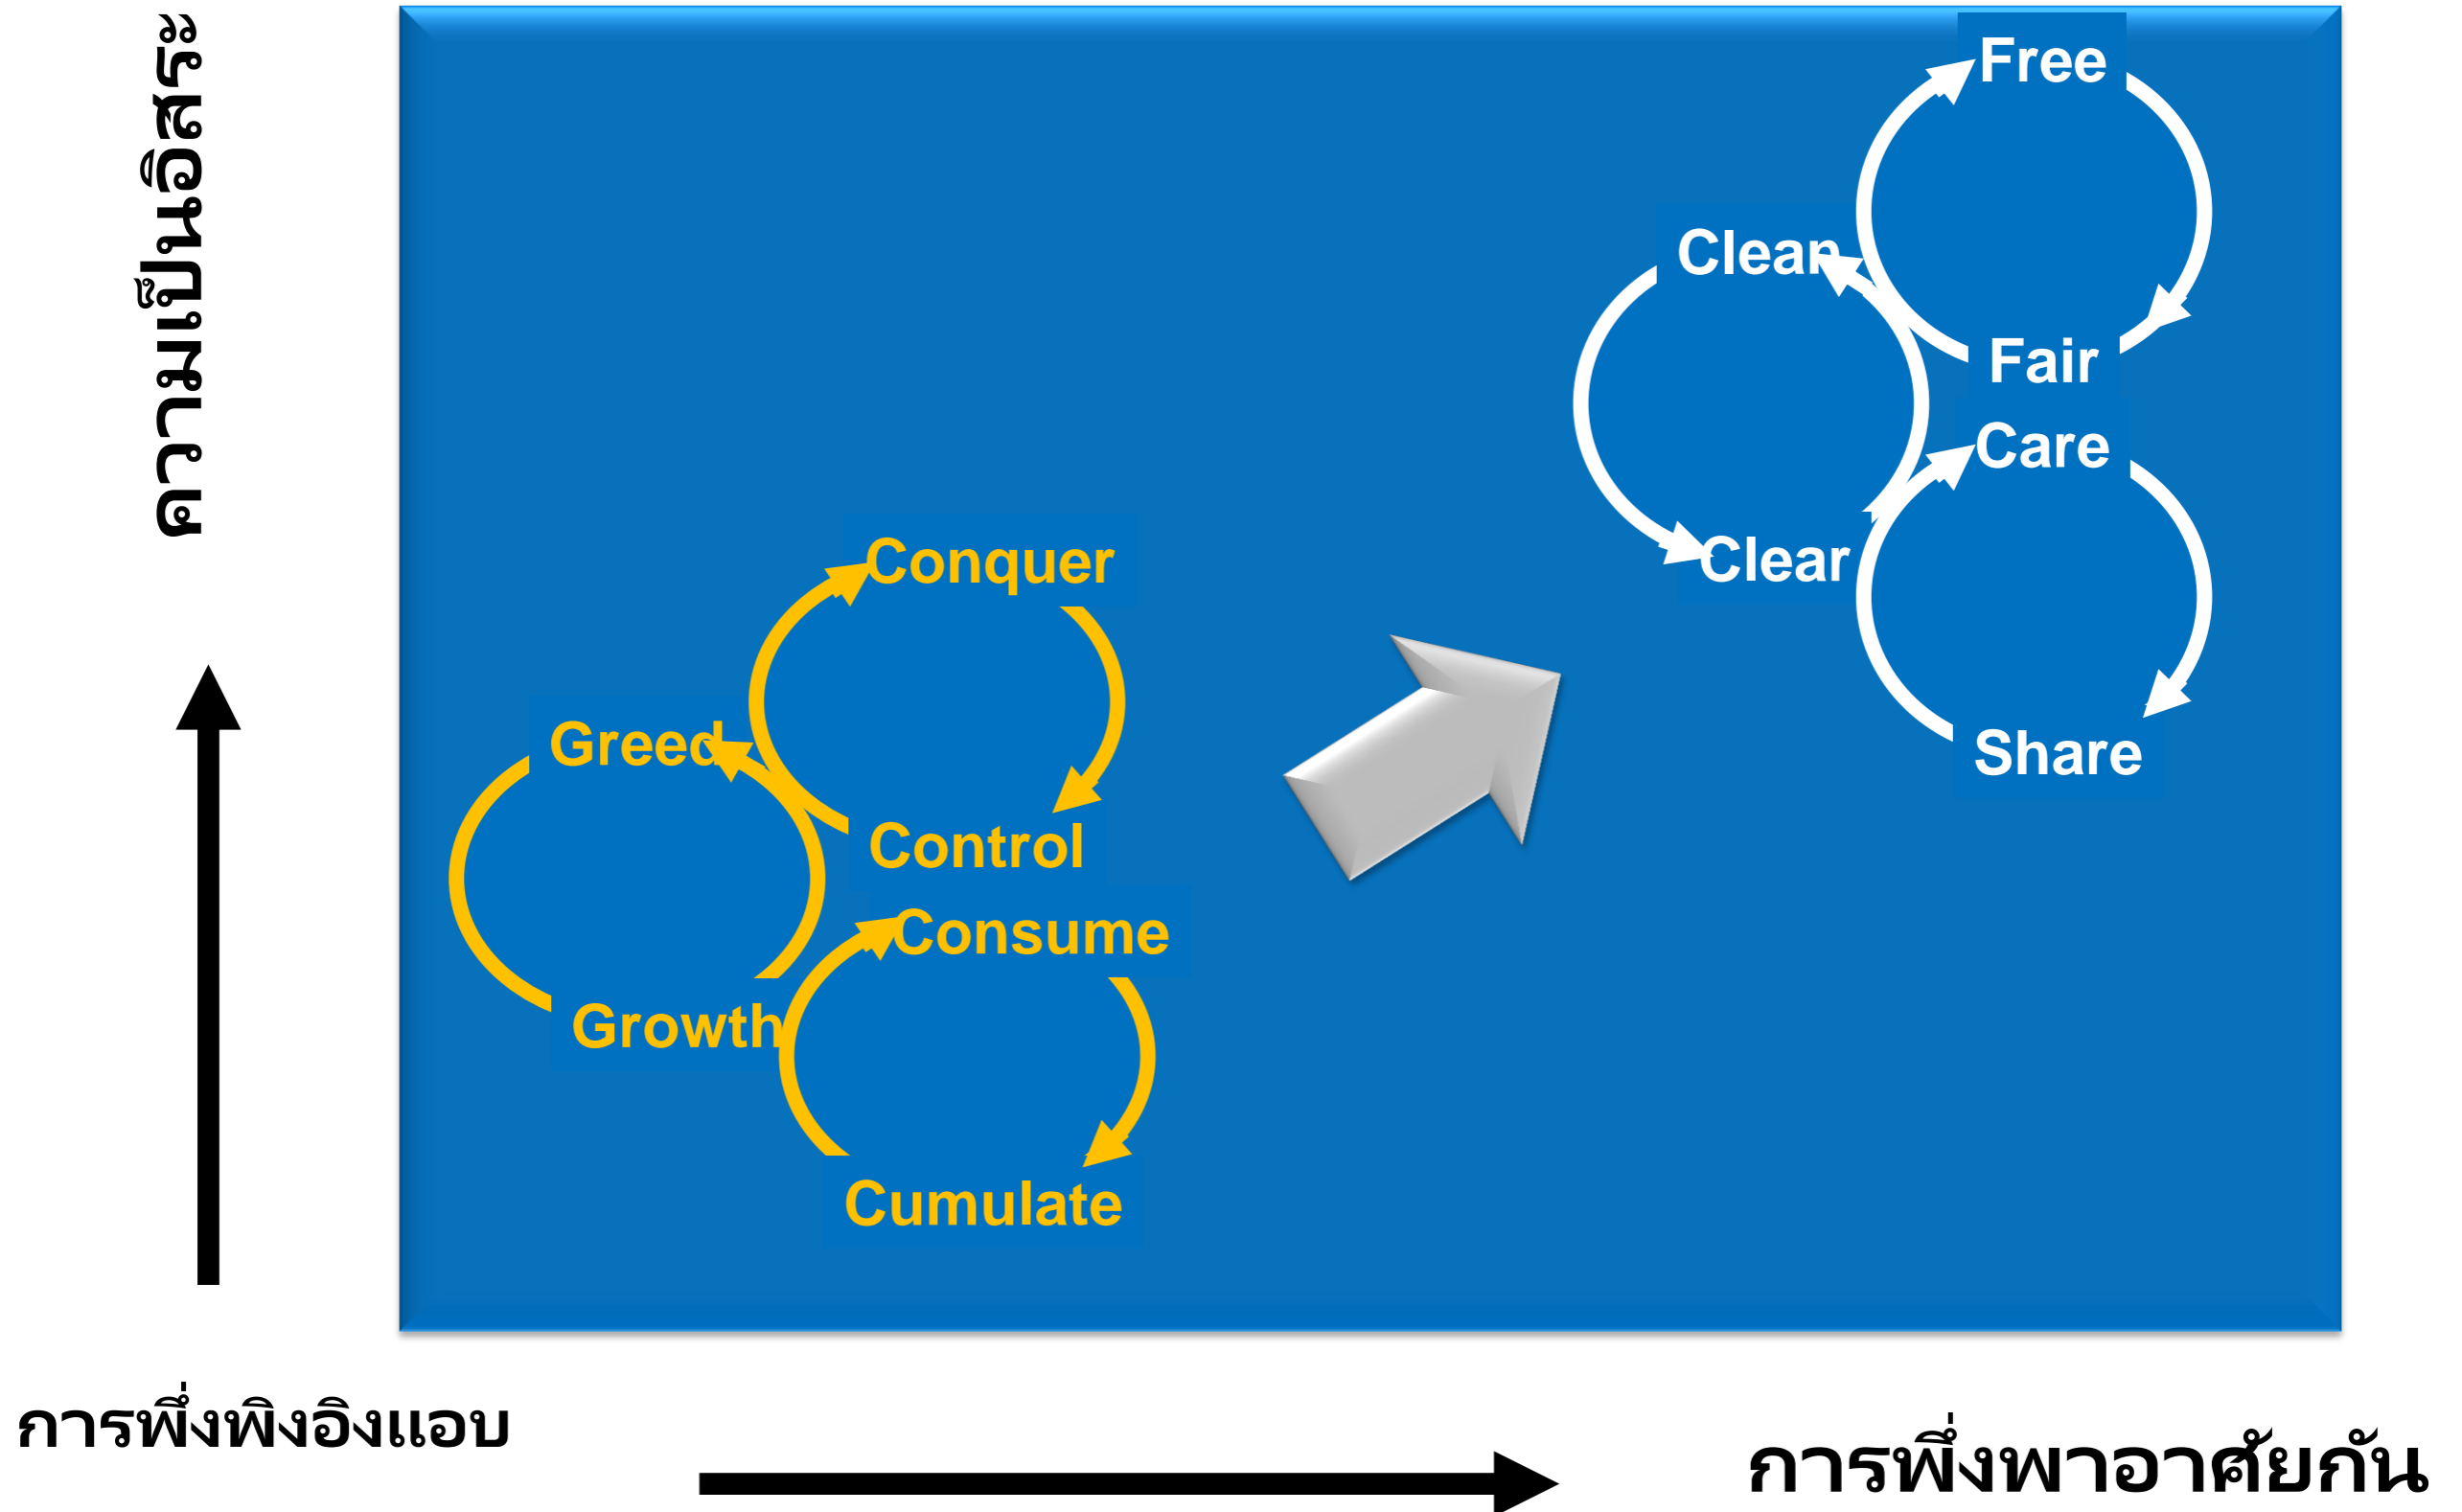 ความเป็นอิสระ
Free
Clean
Fair
Care
Clear
Share
Conquer
Greed
Control
Consume
Growth
Cumulate
การพึ่งพิงอิงแอบ
การพึ่งพาอาศัยกัน